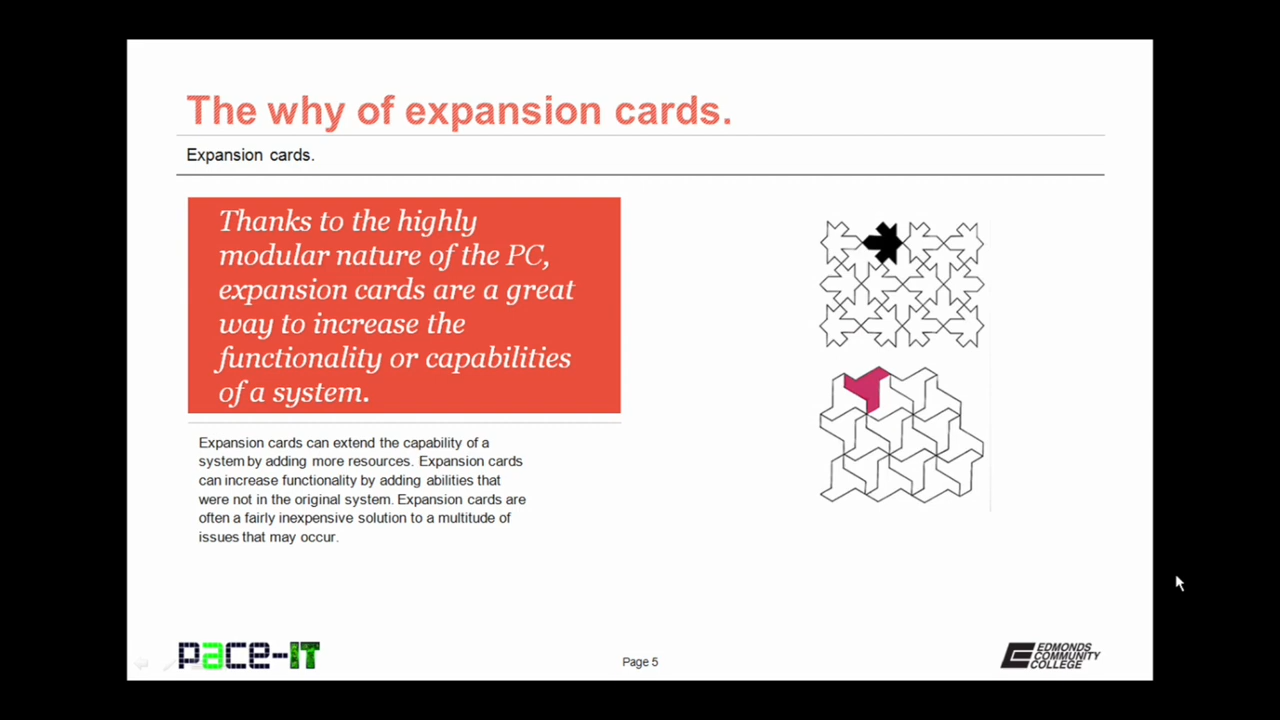 The why of expansion cards.
Expansion cards.
Thanks to the highly
modular nature of the PC,
expansion cards are a great
way to increase the
functionality or capabilities
of a system.
Expansion cards can extend the capability of a
system by adding more resources. Expansion cards
can increase functionality by adding abilities that
were not in the original system. Expansion cards are
often a fairly inexpensive solution to a multitude of
issues that may occur.
pace-IT
Page 5
EDMONDS
COMMUNITY
COLLEGE